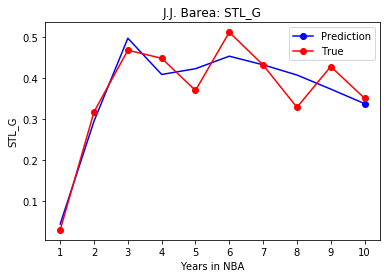 J.J. Barea: STL_G
Prediction
True
0.5
0.4
0.3
0.2
0.1
STL_G
1 2 3 4 5 6 7 8 9 10
Years in NBA